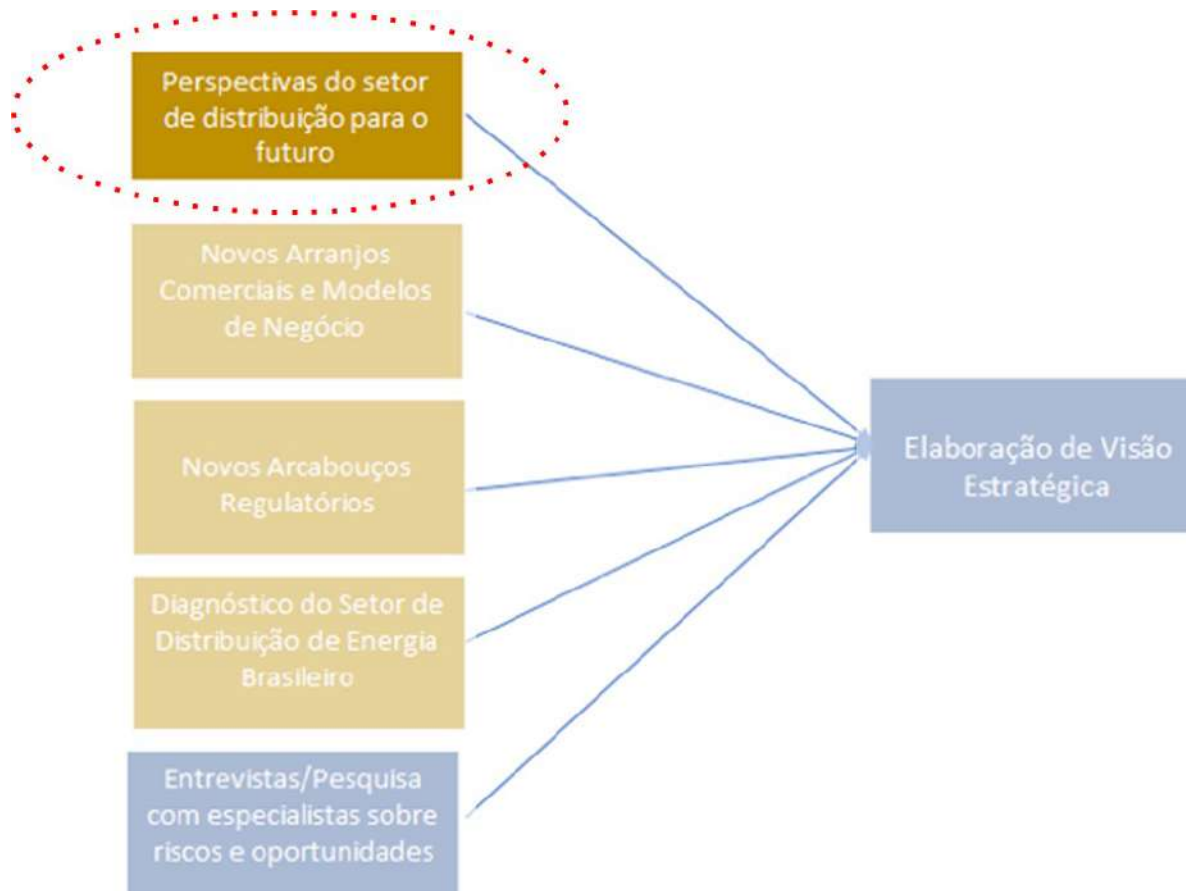 Perspectivas do setor
de distribuição para o
futuro
Novos Arranjos
Comerciais e Modelos
de Negócio
Novos Arcabouços
Regulatórios
Diagnóstico do Setor de
Distribuição de Energia
Brasileiro
Entrevistas/Pesquisa
com especialistas sobre
riscos e oportunidades
Elaboração de Visão
Estratégica